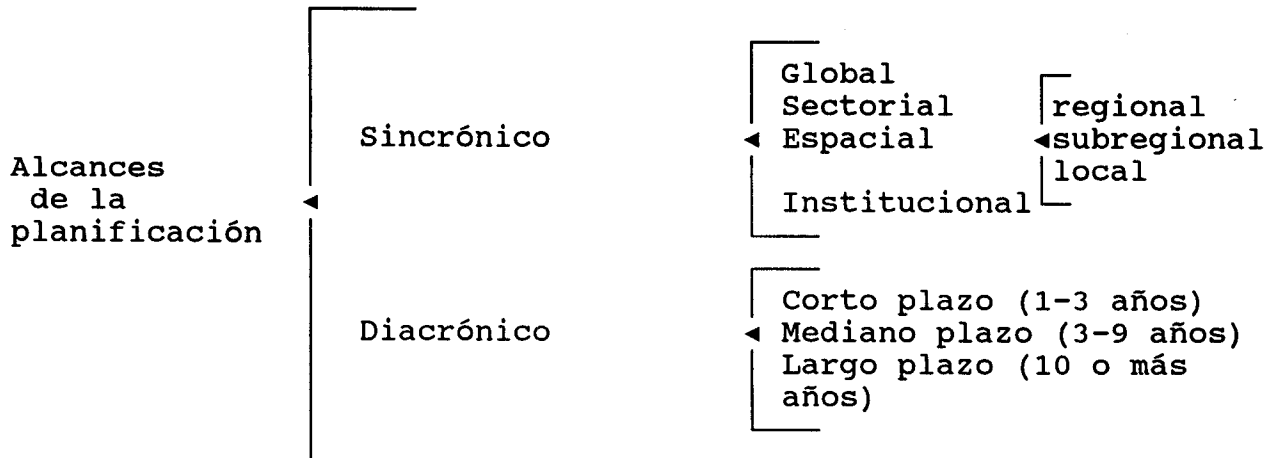 Alcances
de la
planificación
Sincrónico
Global
Sectorial
Espacial
Institucional
regional
subregional
local
Diacrónico
Corto plazo (1-3 años)
Mediano plazo (3-9 años)
Largo plazo (10 o más
años)